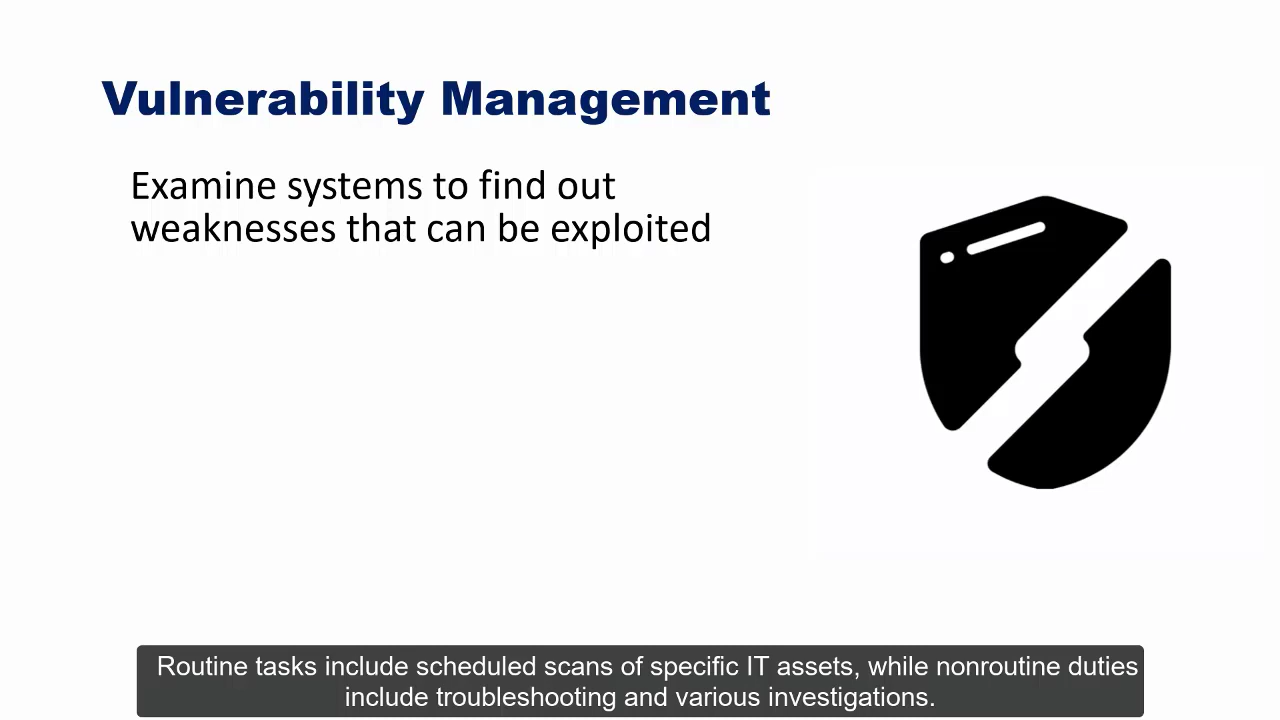 Vulnerability Management
Examine systems to find out
weaknesses that can be exploited
Routine tasks include scheduled scans of specific IT assets, while nonroutine duties
include troubleshooting and various investigations.